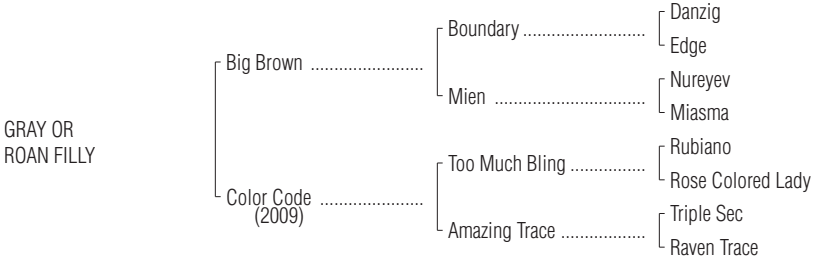 GRAY OR
ROAN FILLY
Big Brown ........................
Color Code ......................
(2009)
Boundary ..........................
Mien ................................
Too Much Bling ................
Amazing Trace ..................
Danzig
Edge
Nureyev
Miasma
Rubiano
Rose Colored Lady
Triple Sec
Raven Trace